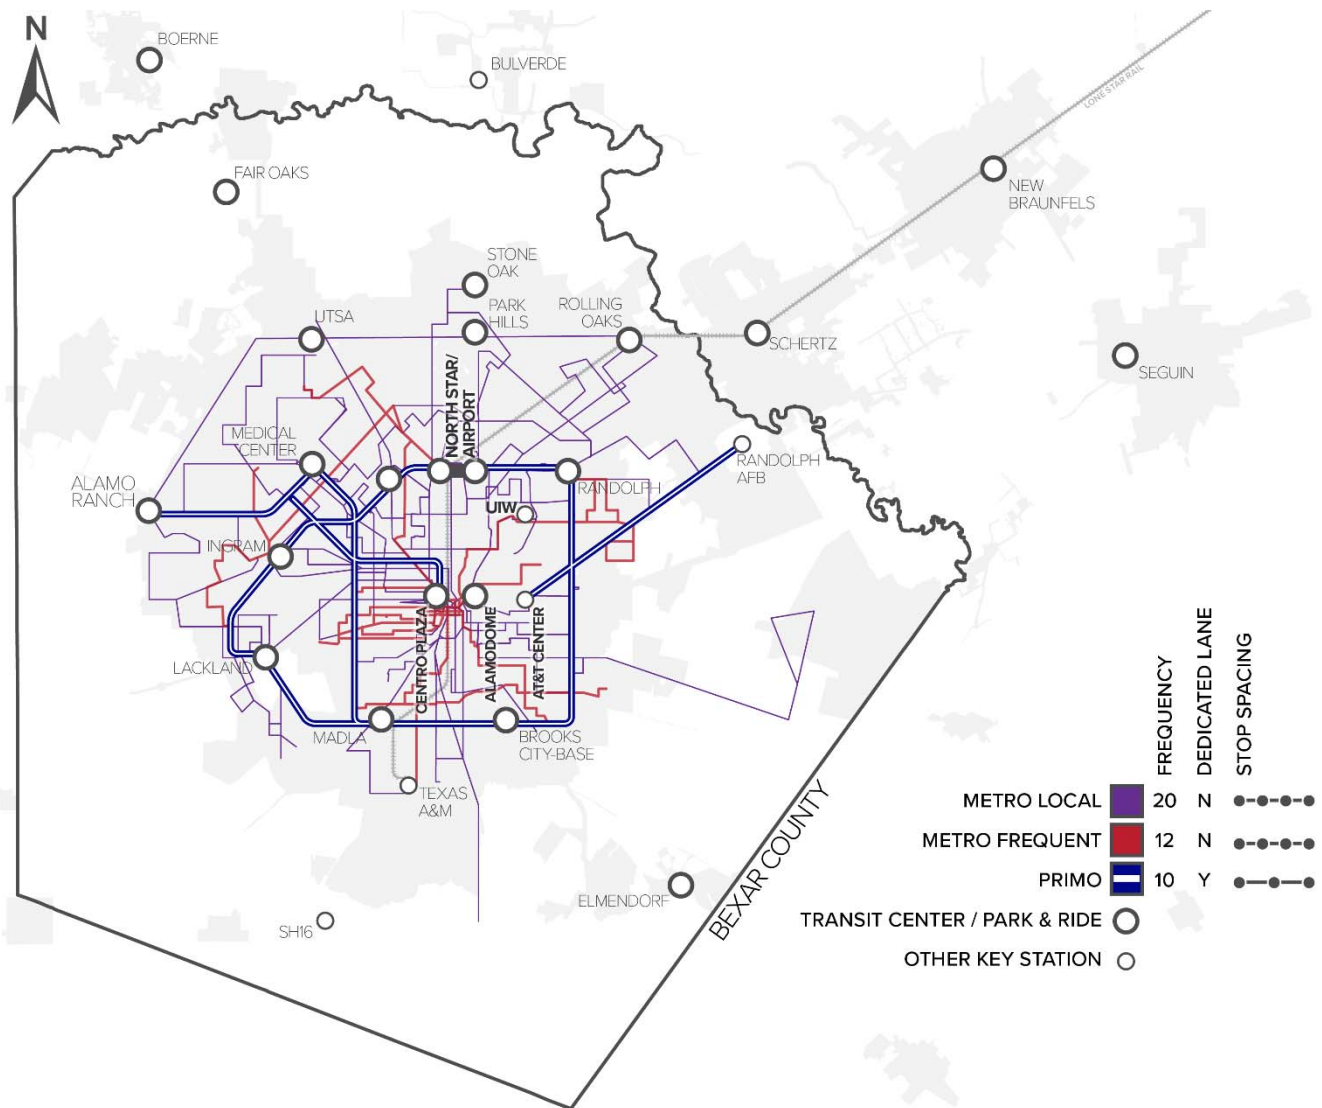 N
BOERNE
BULVERDE
LONE STAR RAIL
FAIR OAKS
NEW
BRAUNFELS
STONE
OAK
PARK
HILLS
ROLLING
OAKS
UTSA
SCHERTZ
SEGUIN
NORTH STAR/
AIRPORT
MEDICAL
CENTER
RANDOLPH
AFB
ALAMO
RANCH
RANDOLPH
UIW
INGRAM
CENTRO PLAZA
ALAMODOME
AT&T CENTER
LACKLAND
MADLA
BROOKS
CITY-BASE
TEXAS
A&M
ELMENDORF
SH16
BEXAR COUNTY
FREQUENCY
DEDICATED LANE
STOP SPACING
METRO LOCAL 20 N
METRO FREQUENT 12 N
PRIMO 10 Y
TRANSIT CENTER / PARK & RIDE
OTHER KEY STATION